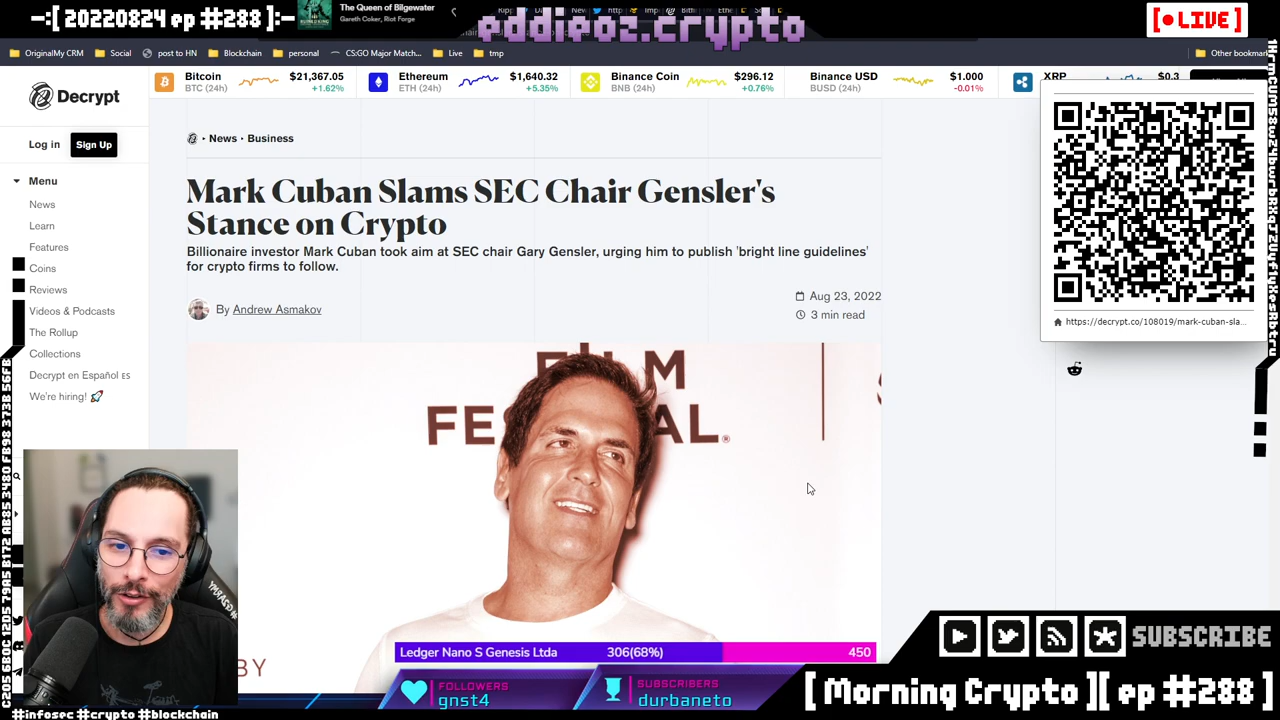 -:[ 20220824 ep #288 ]:-
The Queen of Bilgewater
Gareth Coker, Riot Forge
eddieoz.crypto
[● LIVE ]
OriginalMy CRM
Social
post to HN
Blockchain
personal
CS:GO Major Match...
Live
tmp
Other bookmar
Decrypt
Bitcoin
BTC (24h)
$21,367.05
+1.62%
Ethereum
ETH (24h)
$1,640.32
+5.35%
Binance Coin
BNB (24h)
$296.12
+0.76%
Binance USD
BUSD (24h)
$1.000
-0.01%
XRP
$0.3
Log in
Sign Up
Menu
News
Learn
Features
Coins
Reviews
Videos & Podcasts
The Rollup
Collections
Decrypt en Español ES
We're hiring! 🚀
• News • Business
Mark Cuban Slams SEC Chair Gensler's
Stance on Crypto
Billionaire investor Mark Cuban took aim at SEC chair Gary Gensler, urging him to publish 'bright line guidelines'
for crypto firms to follow.
By Andrew Asmakov
Aug 23, 2022
3 min read
https://decrypt.co/108019/mark-cuban-sla...
FILM
FESTIVAL®
BY
Ledger Nano S Genesis Ltda
306(68%)
450
FOLLOWERS
gnst4
SUBSCRIBERS
durbaneto
SUBSCRIBE
[ Morning Crypto ][ ep #288 ]
#infosec #crypto #blockchain